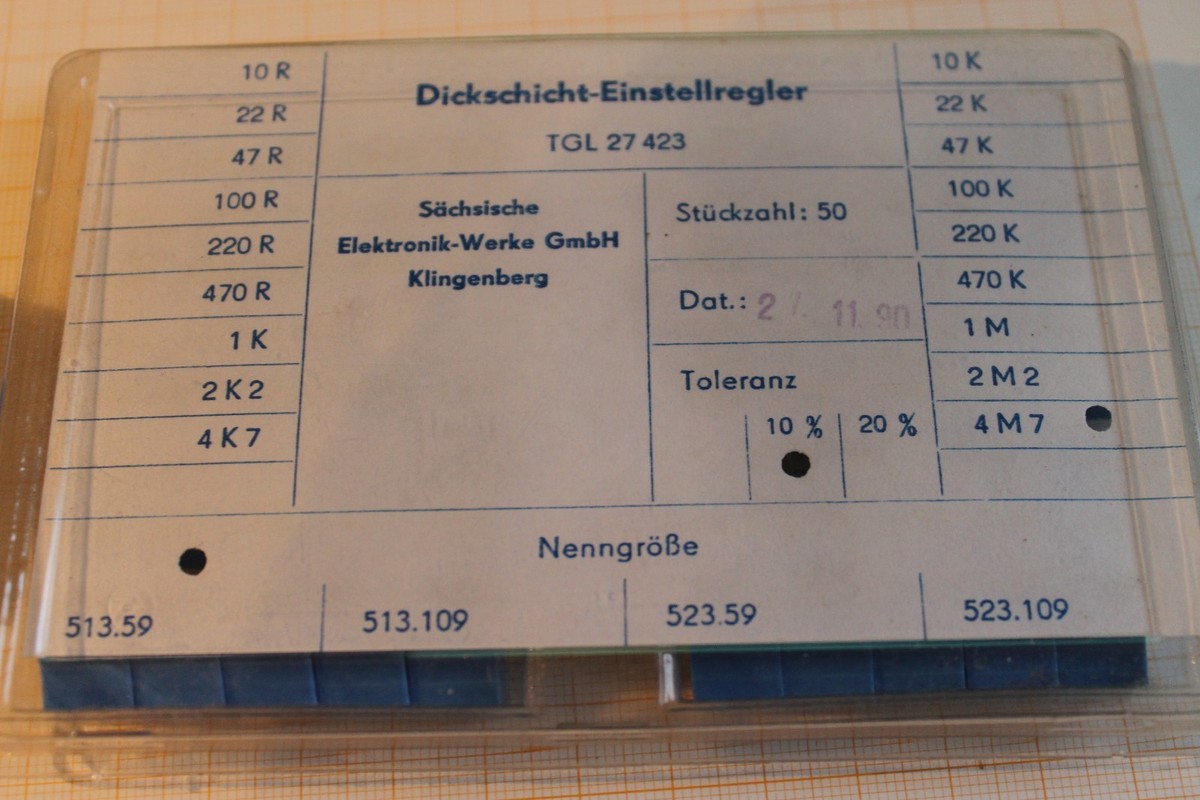 10 R
22 R
47 R
100 R
220 R
470 R
1 K
2 K 2
4 K 7
Dickschicht-Einstellregler
TGL 27 423
Sächsische
Elektronik-Werke GmbH
Klingenberg
Stückzahl: 50
Dat.: 11. 90
Toleranz
10 % 20 %
10 K
22 K
47 K
100 K
220 K
470 K
1 M
2 M 2
4 M 7
Nenngröße
513.59 513.109 523.59 523.109